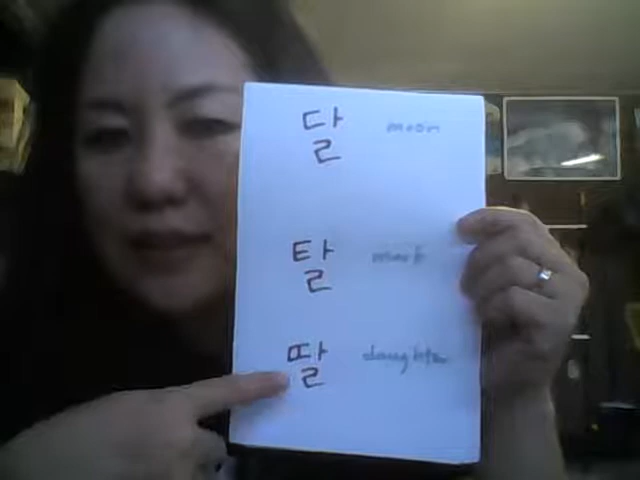 달 moon
탈 mask
딸 daughter